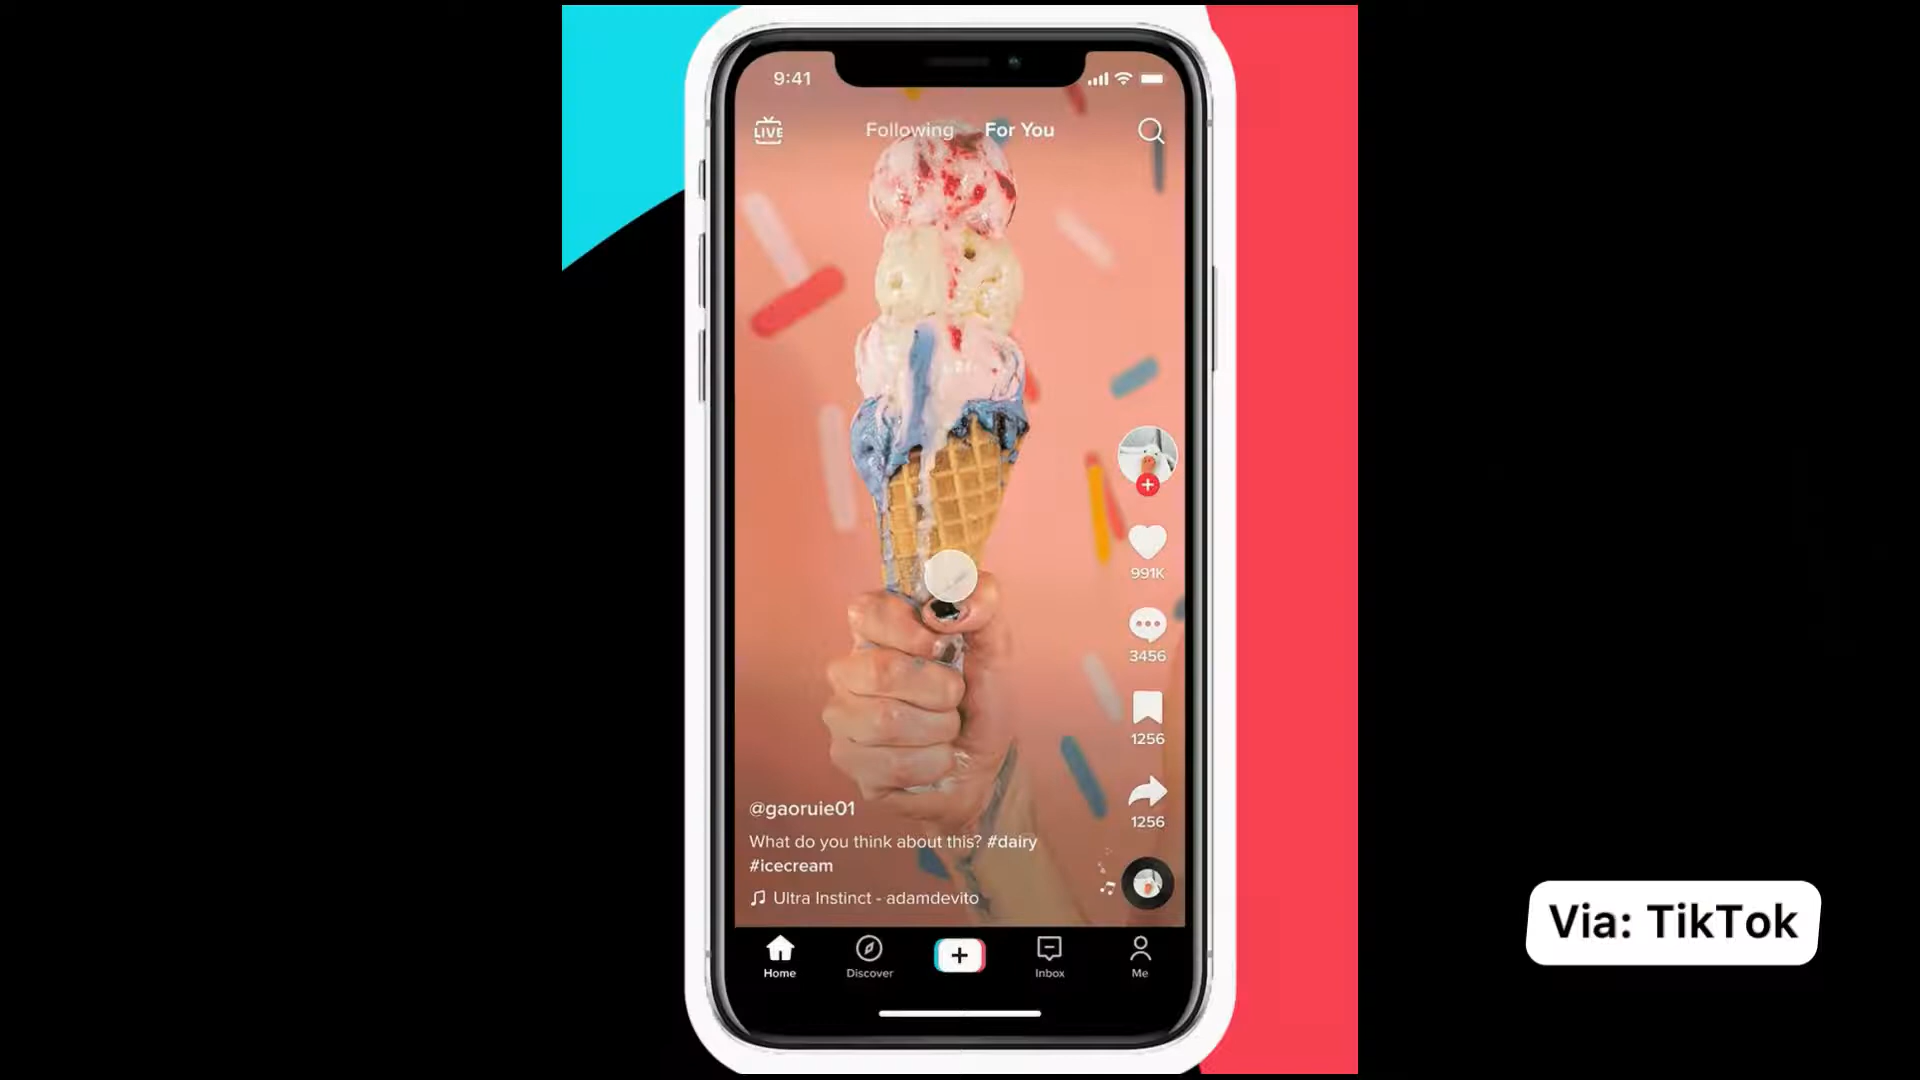 9:41
LIVE
Following
For You
991K
3456
1256
1256
@gaoruie01
What do you think about this? #dairy
#icecream
Ultra Instinct - adamdevito
Home
Discover
Inbox
Me
Via: TikTok